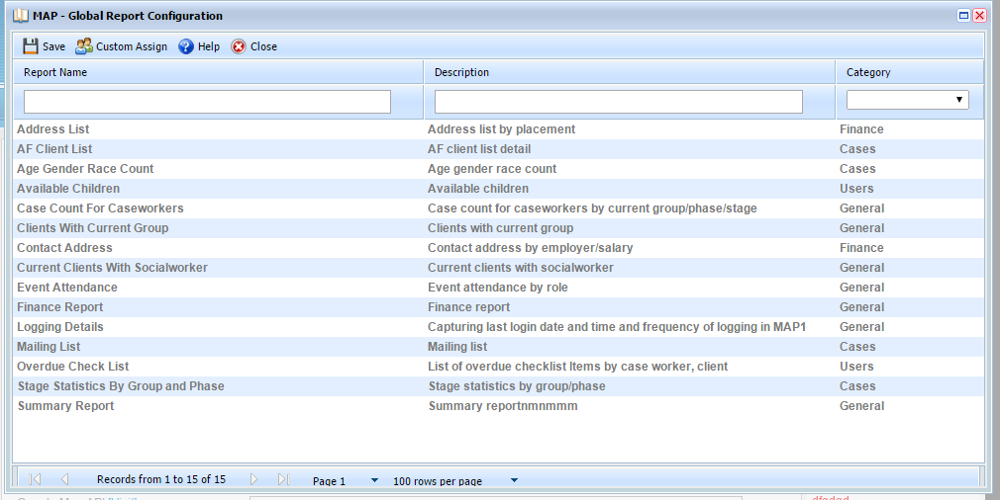 MAP - Global Report Configuration
Save Custom Assign Help Close
Report Name Description Category
Address List Address list by placement Finance
AF Client List AF client list detail Cases
Age Gender Race Count Age gender race count Cases
Available Children Available children Users
Case Count For Caseworkers Case count for caseworkers by current group/phase/stage General
Clients With Current Group Clients with current group General
Contact Address Contact address by employer/salary Finance
Current Clients With Socialworker Current clients with socialworker General
Event Attendance Event attendance by role General
Finance Report Finance report General
Logging Details Capturing last login date and time and frequency of logging in MAP1 General
Mailing List Mailing list Cases
Overdue Check List List of overdue checklist Items by case worker, client Users
Stage Statistics By Group and Phase Stage statistics by group/phase Cases
Summary Report Summary reportnmnmmm General
Records from 1 to 15 of 15 Page 1 100 rows per page